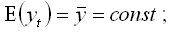 E(y_t) = ȳ = const ;